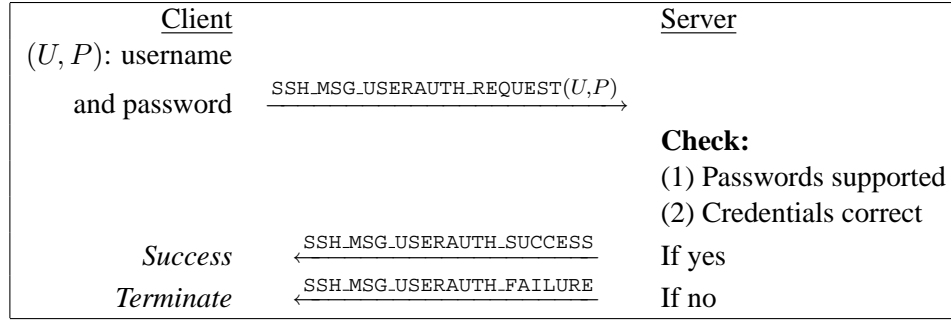 Client Server
(U, P): username
and password SSH_MSG_USERAUTH_REQUEST(U,P)
Check:
(1) Passwords supported
(2) Credentials correct
Success SSH_MSG_USERAUTH_SUCCESS If yes
Terminate SSH_MSG_USERAUTH_FAILURE If no